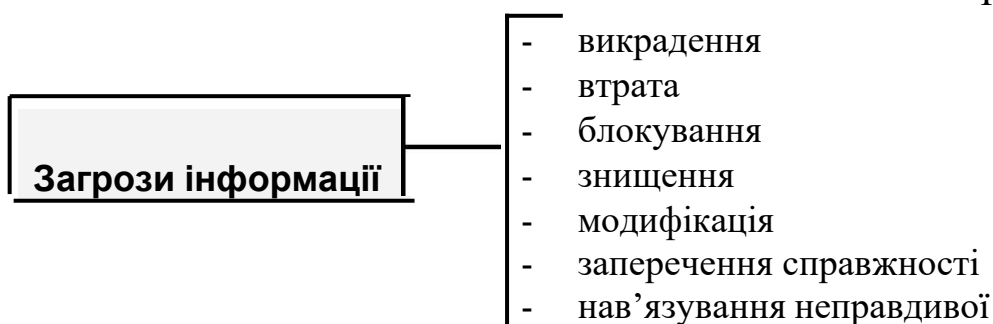 Загрози інформації
- викрадення
- втрата
- блокування
- знищення
- модифікація
- заперечення справжності
- нав’язування неправдивої